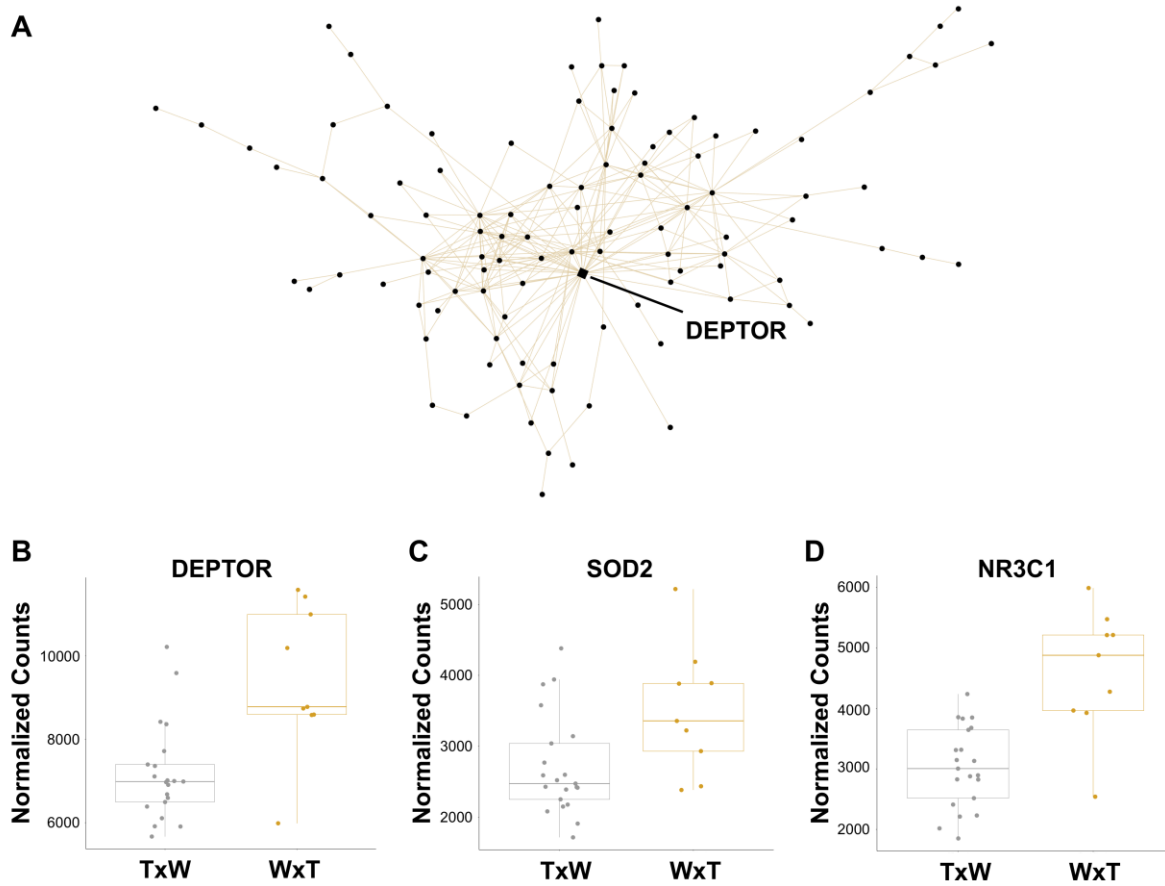 A
DEPTOR
B
DEPTOR
Normalized Counts
10000
8000
6000
TxW
WxT
C
SOD2
Normalized Counts
5000
4000
3000
2000
TxW
WxT
D
NR3C1
Normalized Counts
6000
5000
4000
3000
2000
TxW
WxT